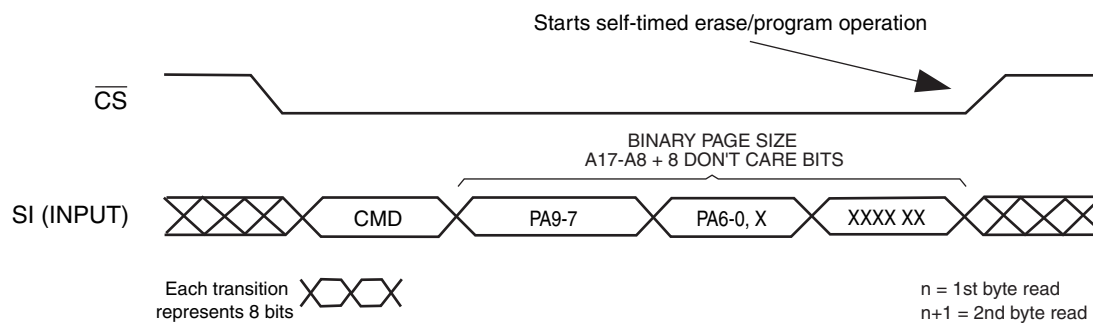 Starts self-timed erase/program operation
CS
BINARY PAGE SIZE
A17-A8 + 8 DON'T CARE BITS
SI (INPUT)
CMD
PA9-7
PA6-0, X
XXXX XX
Each transition
represents 8 bits
n = 1st byte read
n+1 = 2nd byte read